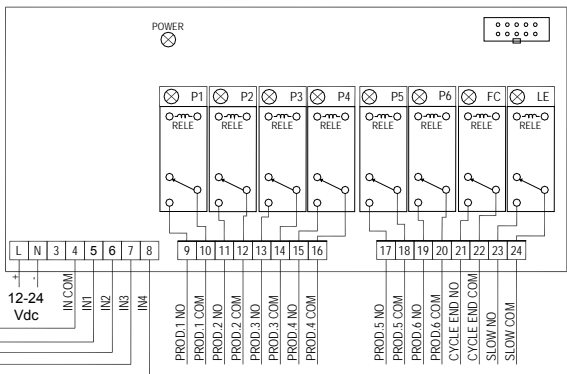 POWER
P1 P2 P3 P4 P5 P6 FC LE
RELE RELE RELE RELE RELE RELE RELE RELE
L N 3 4 5 6 7 8 9 10 11 12 13 14 15 16 17 18 19 20 21 22 23 24
+ -
12-24
Vdc
IN COM
IN1
IN2
IN3
IN4
PROD.1 NO
PROD.1 COM
PROD.2 NO
PROD.2 COM
PROD.3 NO
PROD.3 COM
PROD.4 NO
PROD.4 COM
PROD.5 NO
PROD.5 COM
PROD.6 NO
PROD.6 COM
CYCLE END NO
CYCLE END COM
SLOW NO
SLOW COM